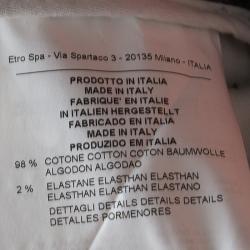 Etro Spa - Via Spartaco 3 - 20135 Milano - ITALIA
PRODOTTO IN ITALIA
MADE IN ITALY
FABRIQUE' EN ITALIE
IN ITALIEN HERGESTELLT
FABRICADO EN ITALIA
MADE IN ITALY
PRODUZIDO EM ITALIA
98 % COTONE COTTON COTON BAUMWOLLE
ALGODON ALGODAO
2 % ELASTANE ELASTHAN ELASTHAN
ELASTHAN ELASTHAN ELASTANO
DETTAGLI DETAILS DETAILS DETAILS
DETALLES PORMENORES